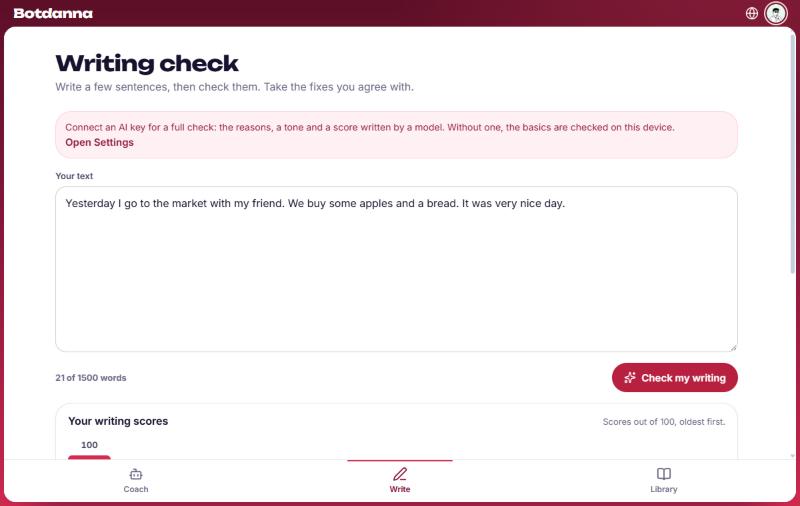 Botdanna
Writing check
Write a few sentences, then check them. Take the fixes you agree with.
Connect an AI key for a full check: the reasons, a tone and a score written by a model. Without one, the basics are checked on this device.
Open Settings
Your text
Yesterday I go to the market with my friend. We buy some apples and a bread. It was very nice day.
21 of 1500 words
Check my writing
Your writing scores
Scores out of 100, oldest first.
100
Coach
Write
Library